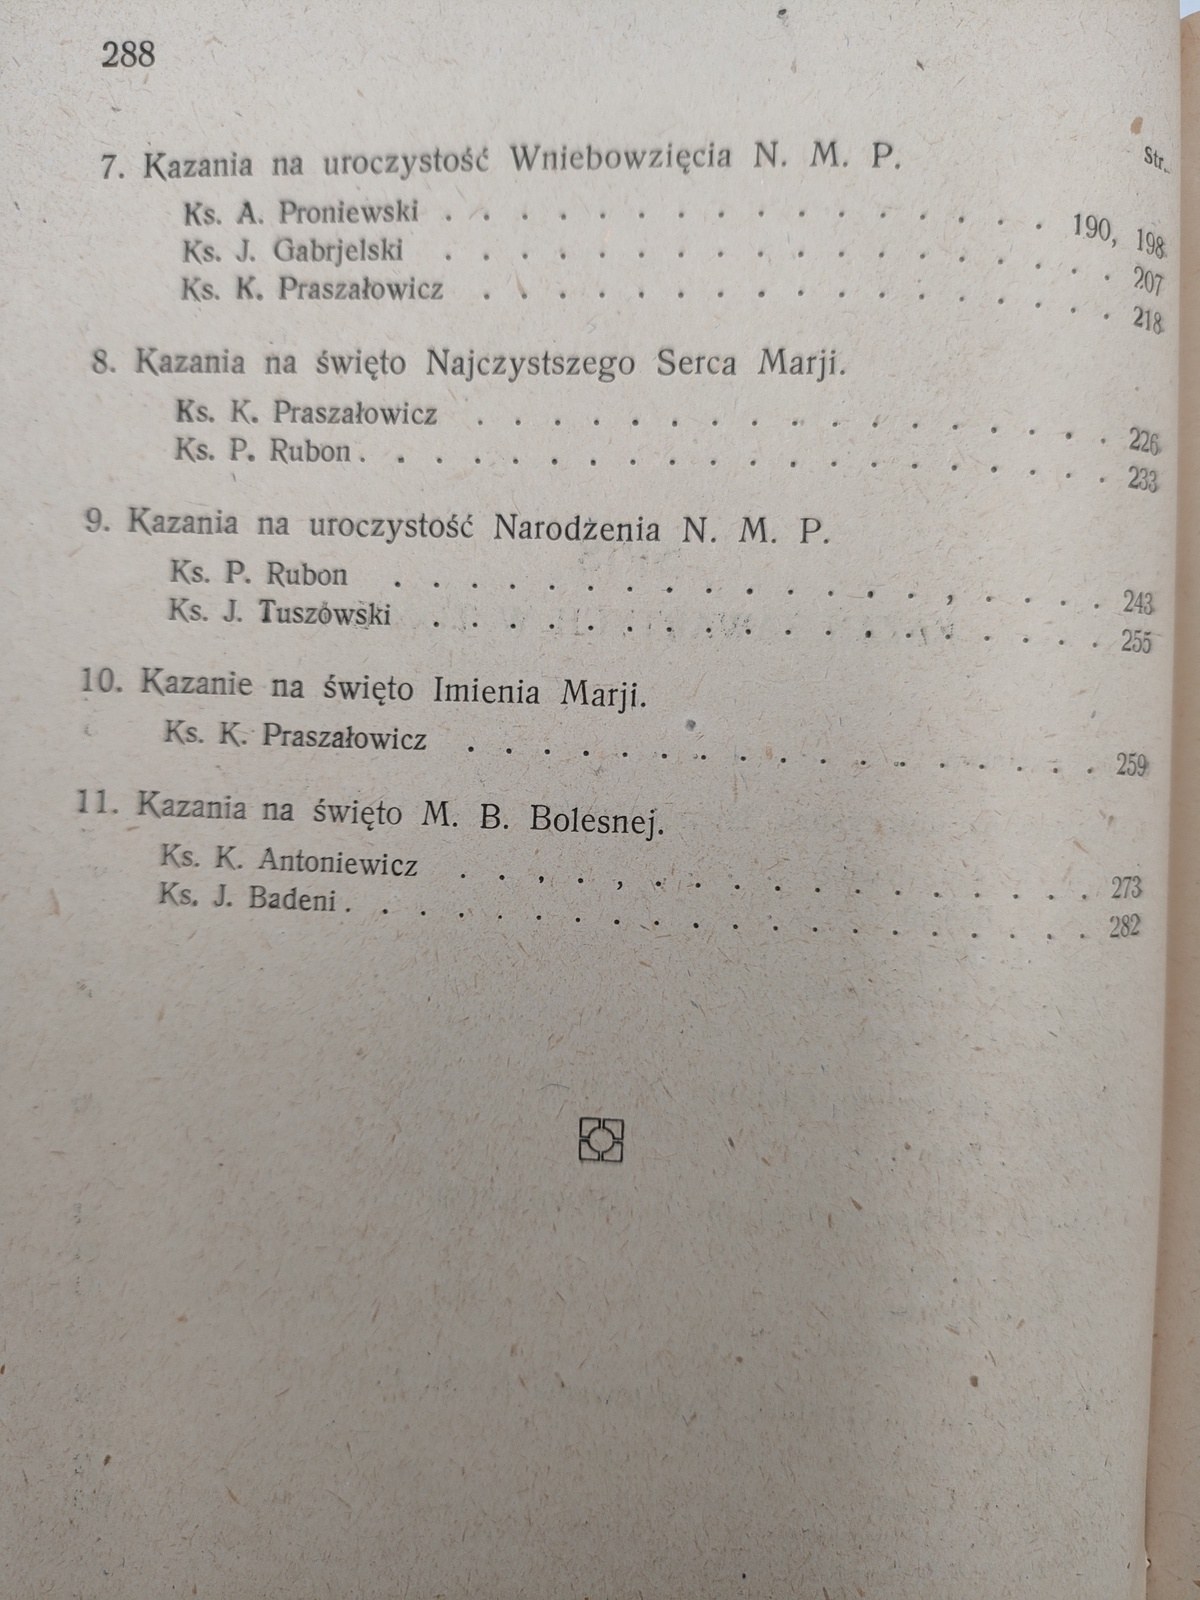 288
Str.
7. Kazania na uroczystość Wniebowzięcia N. M. P.
Ks. A. Proniewski . . . . . . . . . . . . . . . . 190, 198
Ks. J. Gabrjelski . . . . . . . . . . . . . . . . . . 207
Ks. K. Praszałowicz . . . . . . . . . . . . . . . . . 218
8. Kazania na święto Najczystszego Serca Marji.
Ks. K. Praszałowicz . . . . . . . . . . . . . . . . . 226
Ks. P. Rubon . . . . . . . . . . . . . . . . . . . . 233
9. Kazania na uroczystość Narodzenia N. M. P.
Ks. P. Rubon . . . . . . . . . . . . . . , . . . . 243
Ks. J. Tuszówski . . . . . . . . . . . . . . . . . . 255
10. Kazanie na święto Imienia Marji.
Ks. K. Praszałowicz . . . . . . . . . . . . . . . . . 259
11. Kazania na święto M. B. Bolesnej.
Ks. K. Antoniewicz . . , . , . . . . . . . . . . . . 273
Ks. J. Badeni . . . . . . . . . . . . . . . . . . . . 282